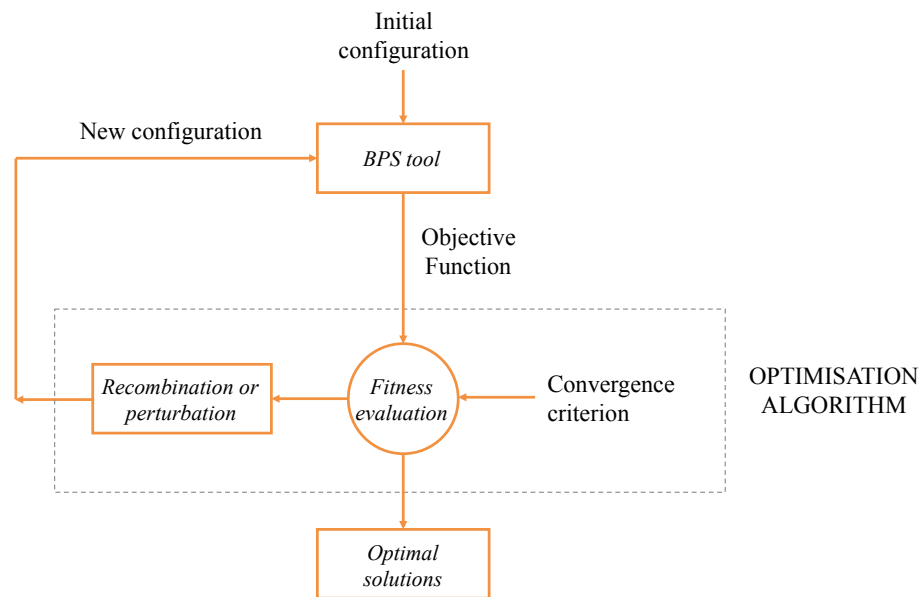 Initial
configuration
New configuration
BPS tool
Objective
Function
Recombination or
perturbation
Fitness
evaluation
Convergence
criterion
OPTIMISATION
ALGORITHM
Optimal
solutions